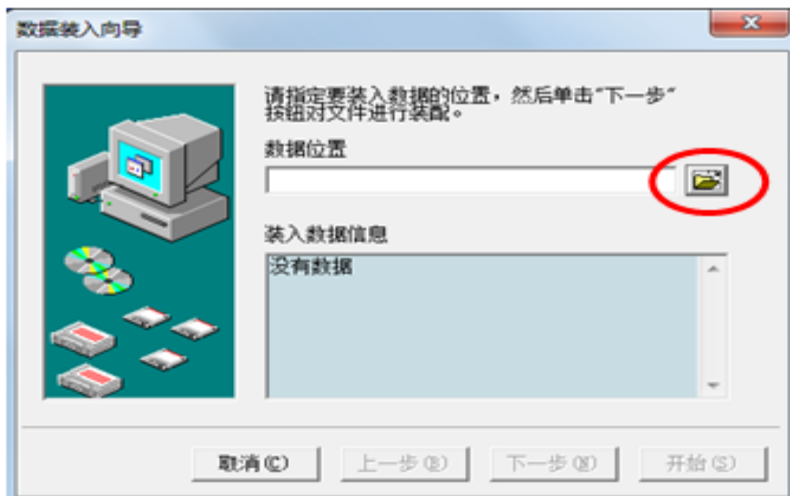 数据装入向导
请指定要装入数据的位置，然后单击“下一步”
按钮对文件进行装配。
数据位置
装入数据信息
没有数据
取消(C) 上一步(B) 下一步(N) 开始(S)